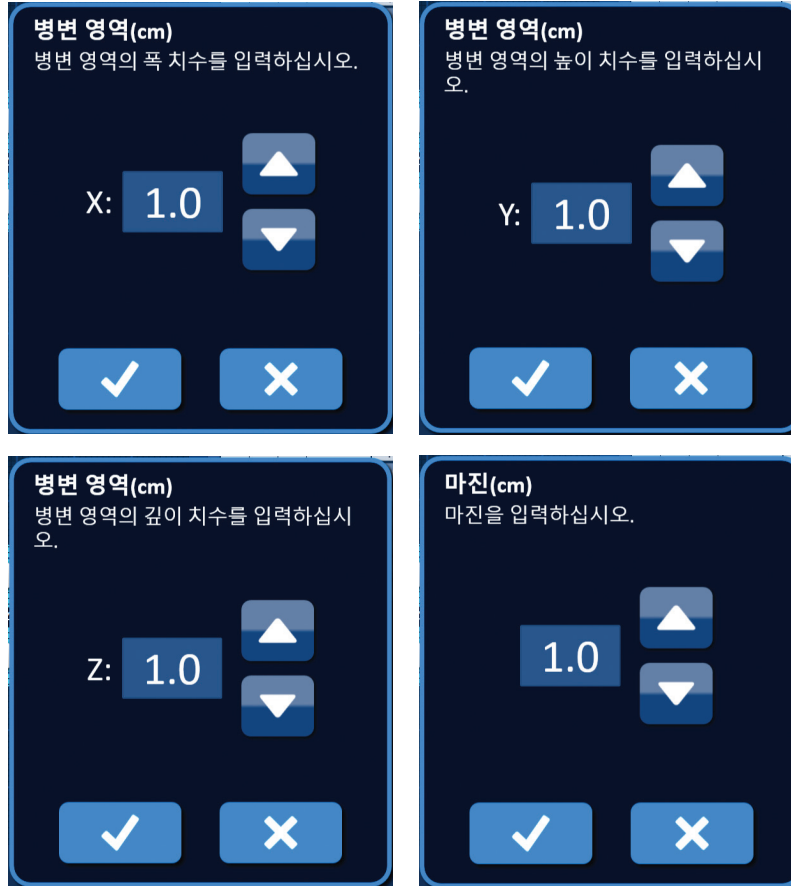 병변 영역(cm)
병변 영역의 폭 치수를 입력하십시오.
X: 1.0
병변 영역(cm)
병변 영역의 높이 치수를 입력하십시
오.
Y: 1.0
병변 영역(cm)
병변 영역의 깊이 치수를 입력하십시
오.
Z: 1.0
마진(cm)
마진을 입력하십시오.
1.0